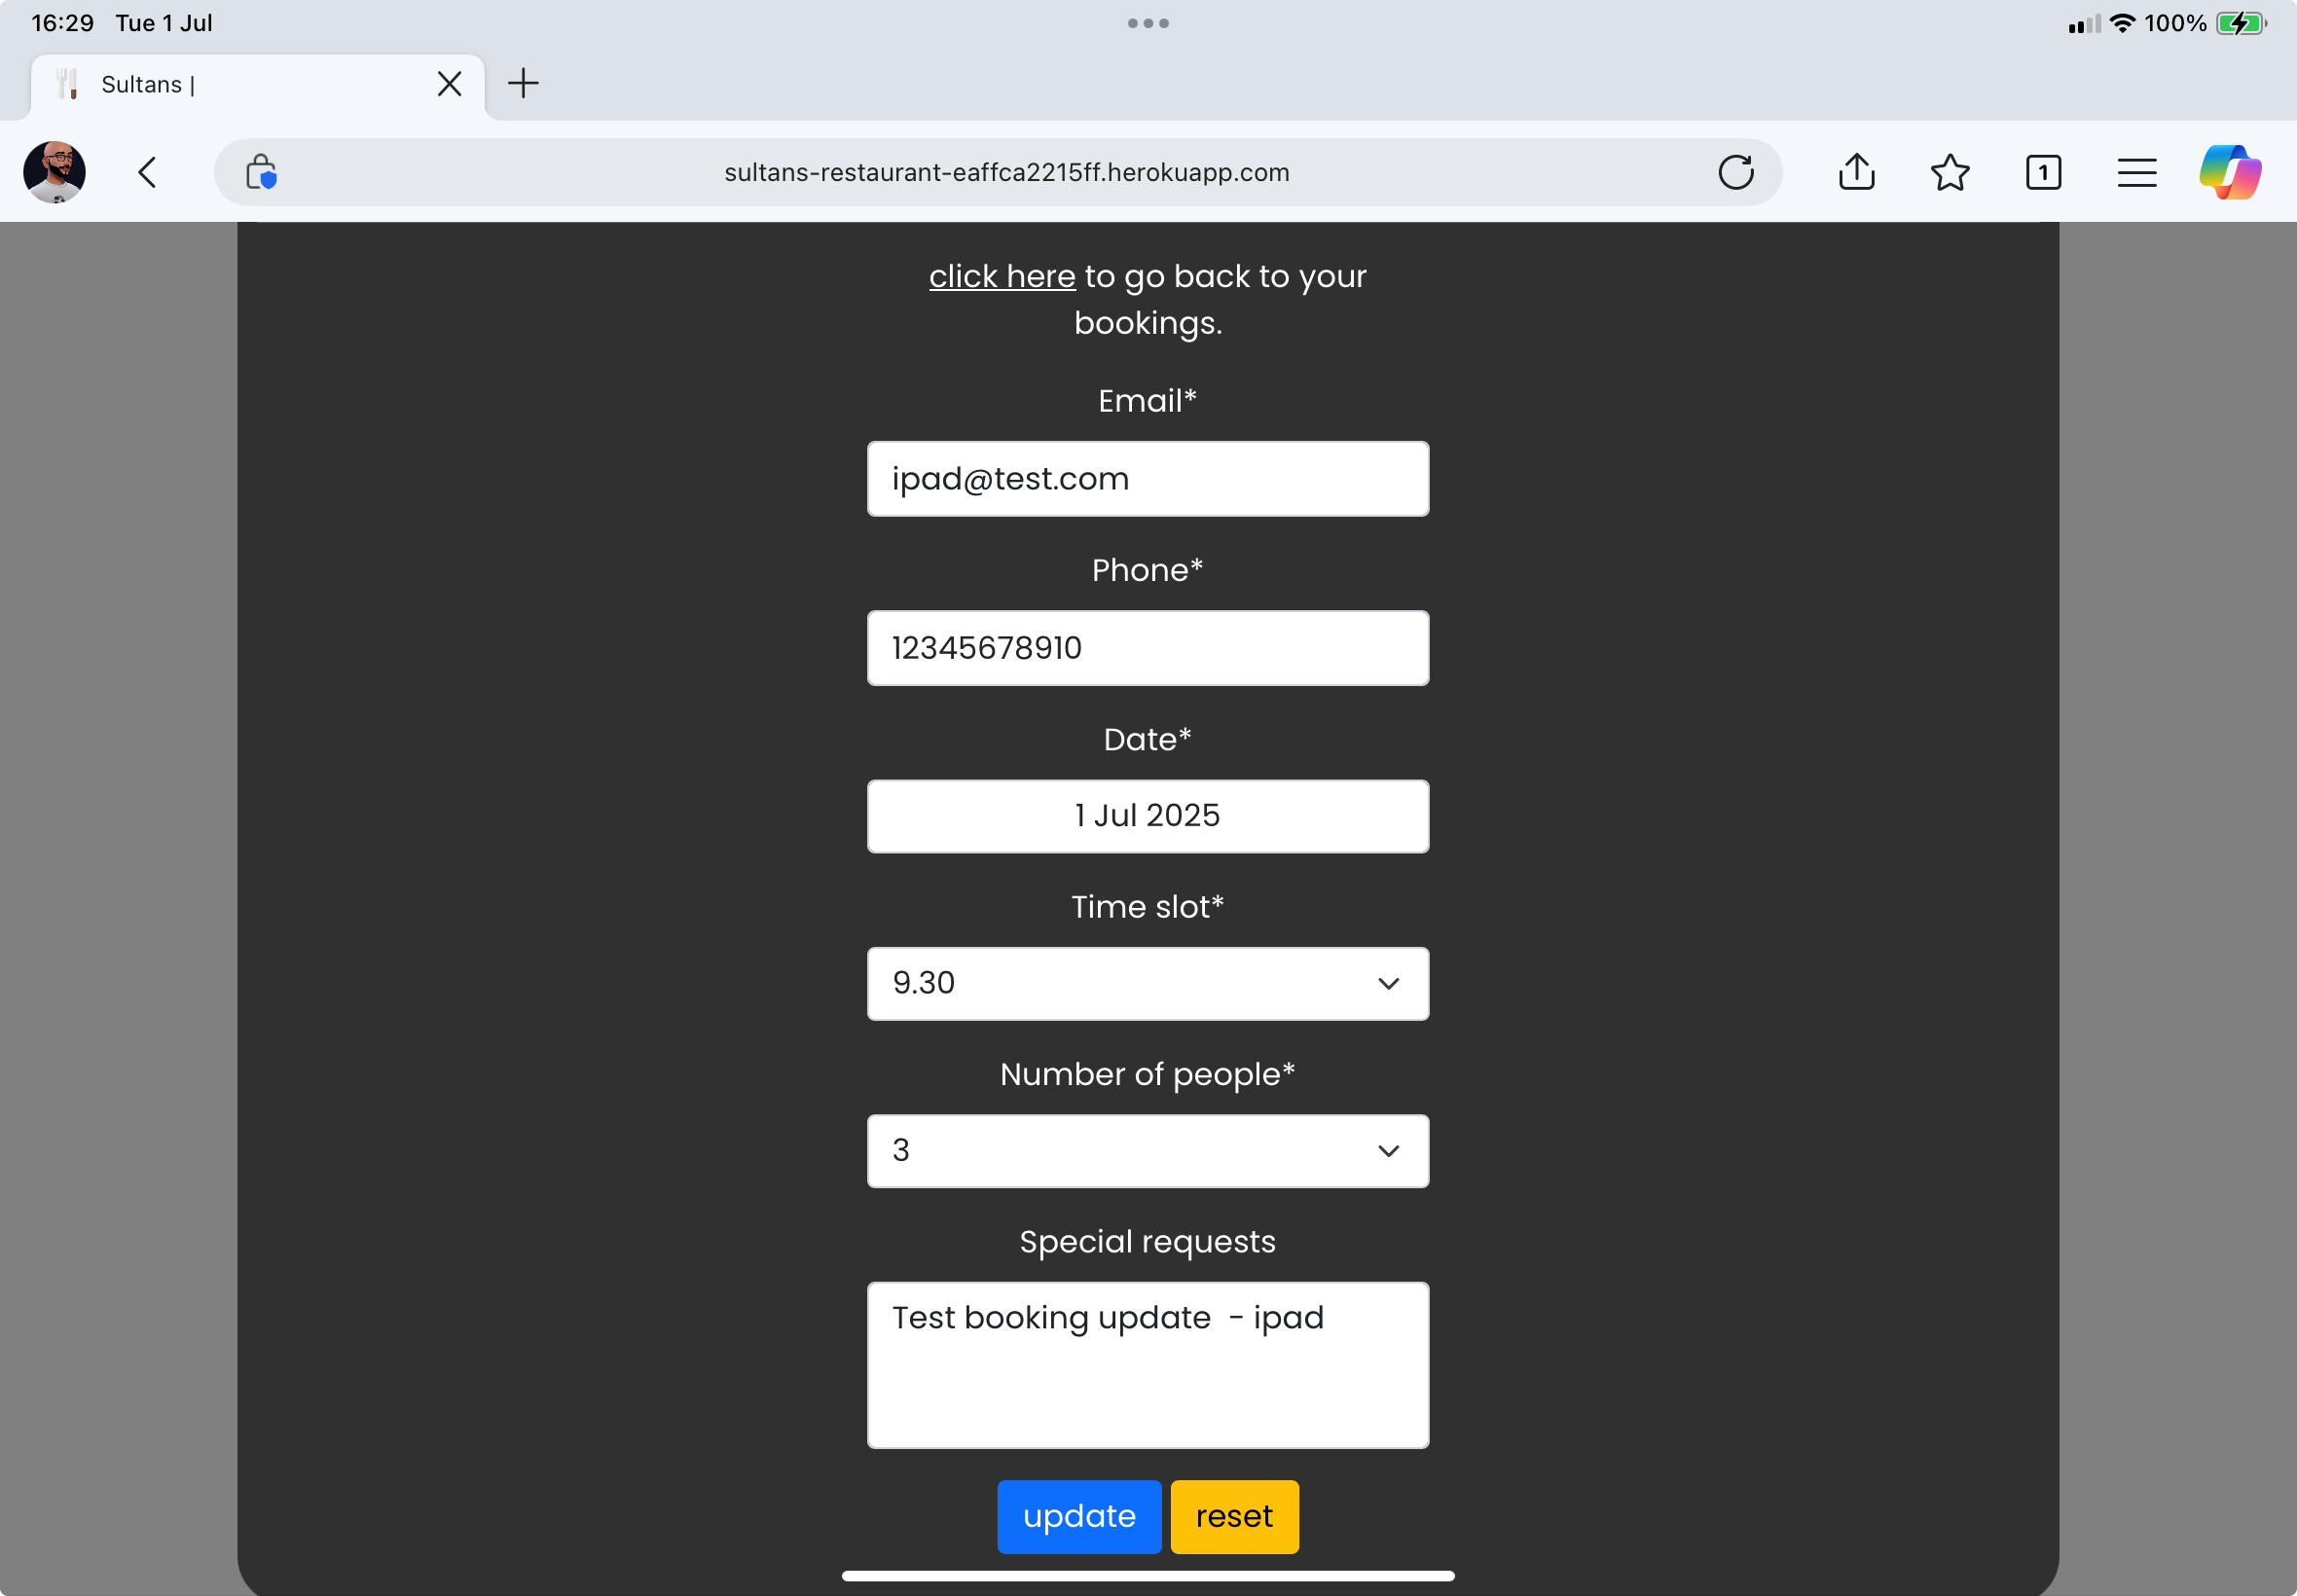 16:29 Tue 1 Jul
100%
Sultans |
sultans-restaurant-eaffca2215ff.herokuapp.com
1
click here to go back to your
bookings.
Email*
ipad@test.com
Phone*
12345678910
Date*
1 Jul 2025
Time slot*
9.30
Number of people*
3
Special requests
Test booking update  - ipad
update reset